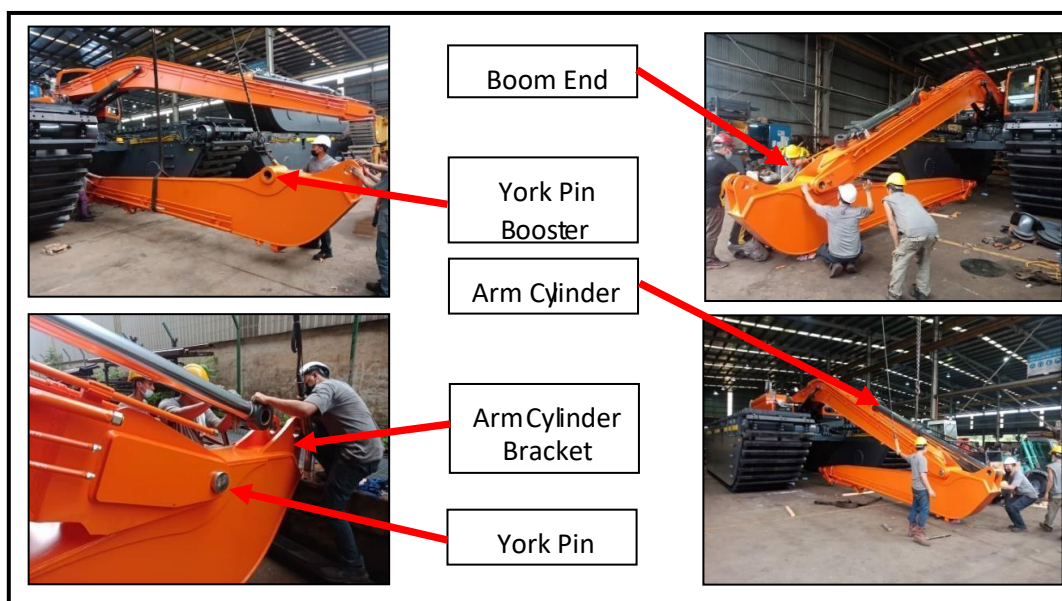 Boom End
York Pin
Booster
Arm Cylinder
Arm Cylinder
Bracket
York Pin